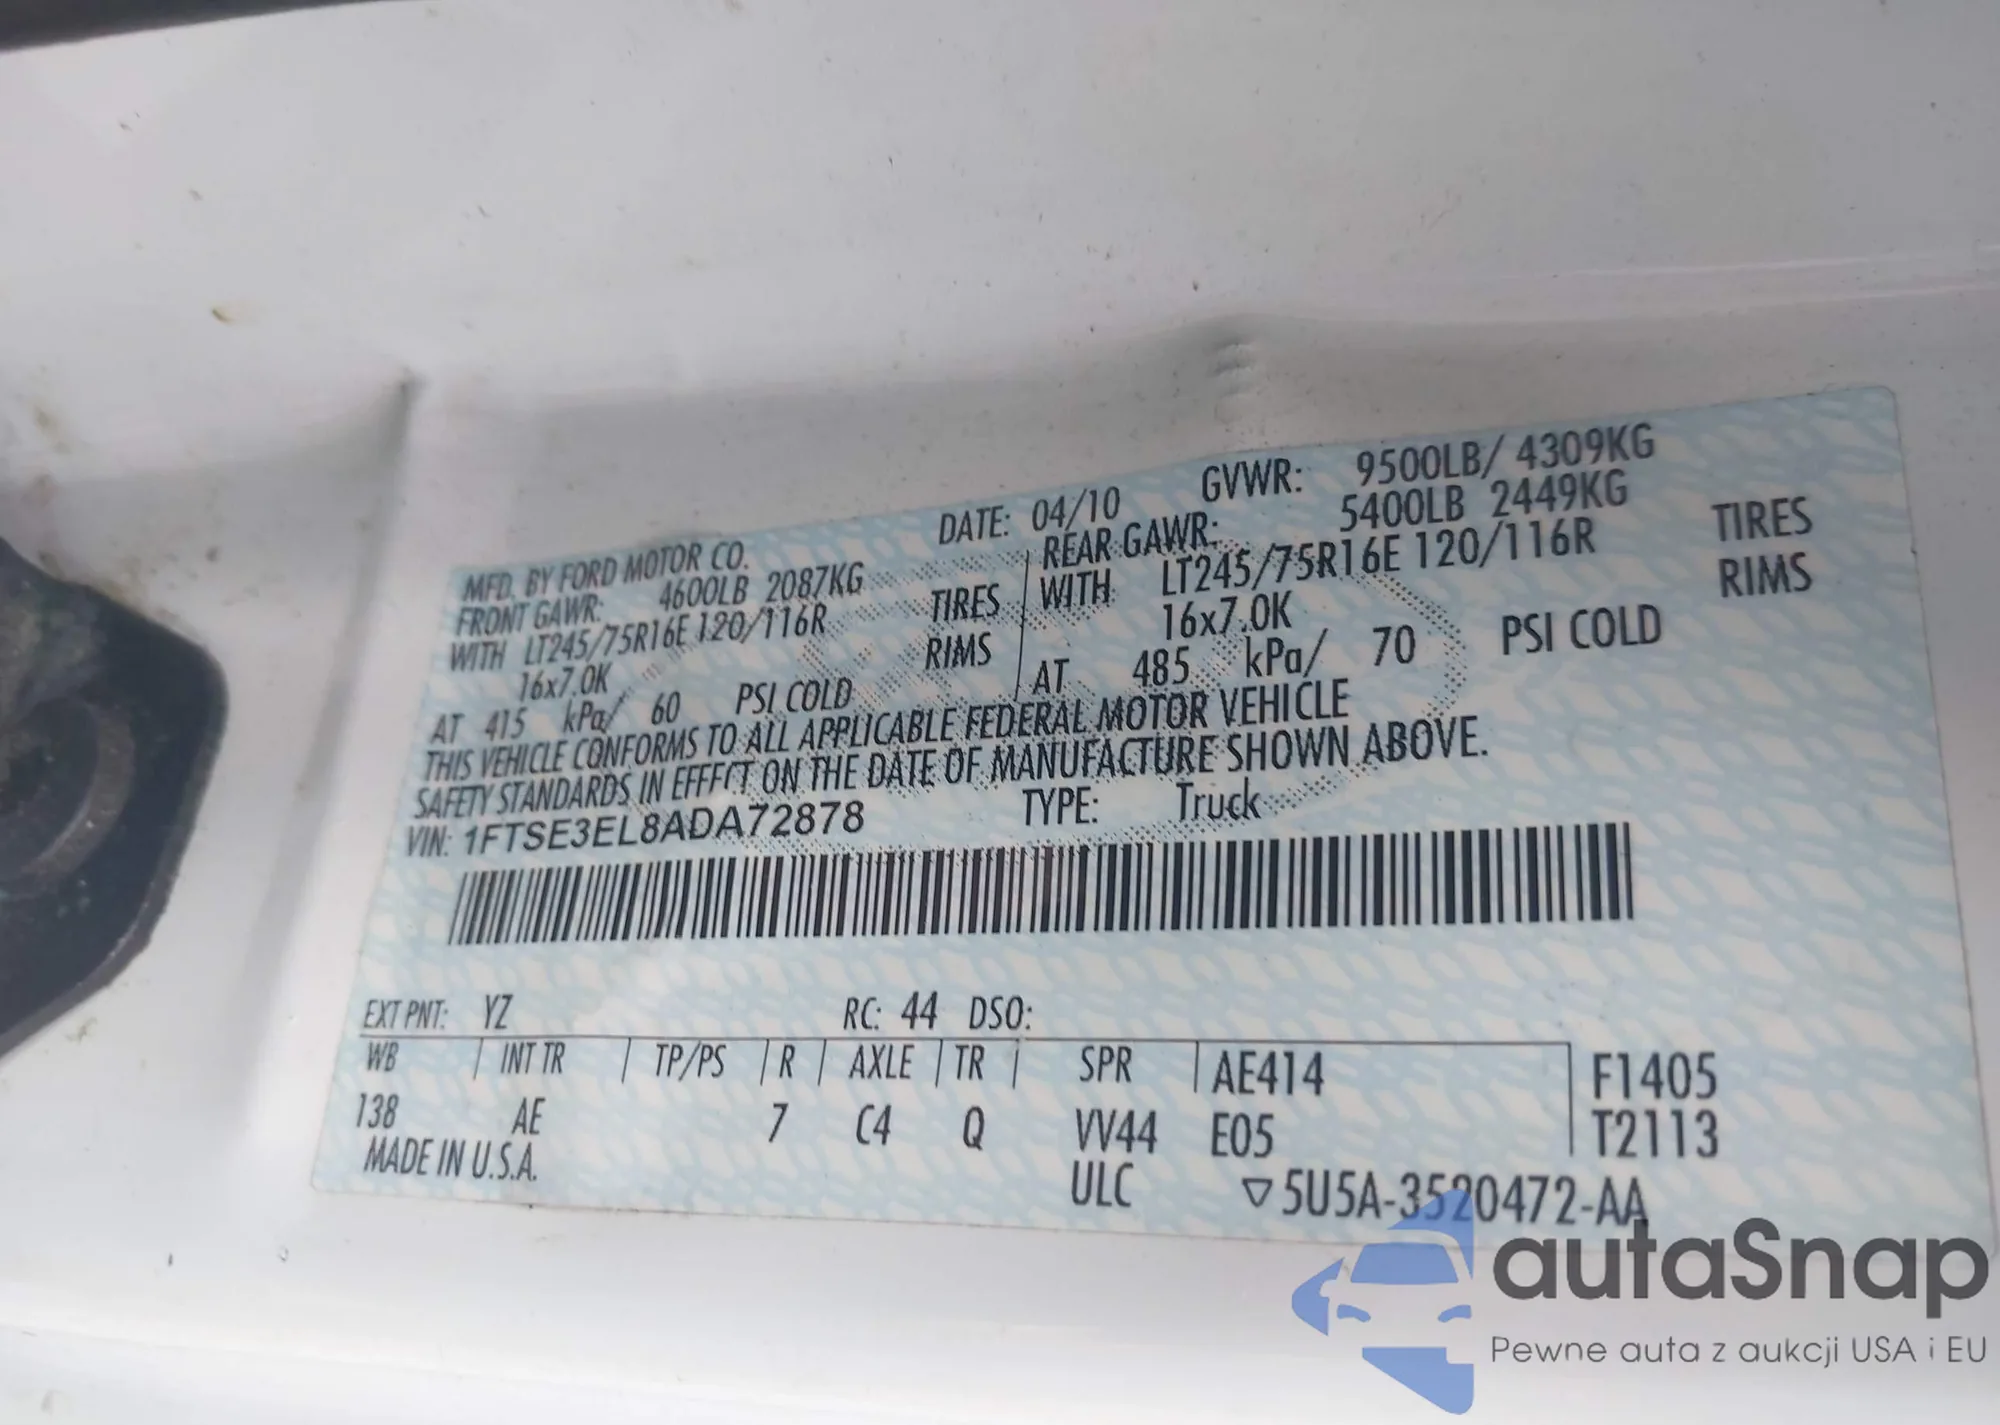 MFD. BY FORD MOTOR CO. DATE: 04/10 GVWR: 9500LB/ 4309KG
FRONT GAWR: 4600LB 2087KG REAR GAWR: 5400LB 2449KG
WITH LT245/75R16E 120/116R TIRES WITH LT245/75R16E 120/116R TIRES
16x7.0K RIMS 16x7.0K RIMS
AT 415 kPa/ 60 PSI COLD AT 485 kPa/ 70 PSI COLD
THIS VEHICLE CONFORMS TO ALL APPLICABLE FEDERAL MOTOR VEHICLE
SAFETY STANDARDS IN EFFECT ON THE DATE OF MANUFACTURE SHOWN ABOVE.
VIN: 1FTSE3EL8ADA72878 TYPE: Truck
EXT PNT: YZ RC: 44 DSO:
WB INT TR TP/PS R AXLE TR SPR AE414 F1405
138 AE 7 C4 Q VV44 E05 T2113
MADE IN U.S.A. ULC ▽5U5A-3520472-AA
autaSnap
Pewne auta z aukcji USA i EU